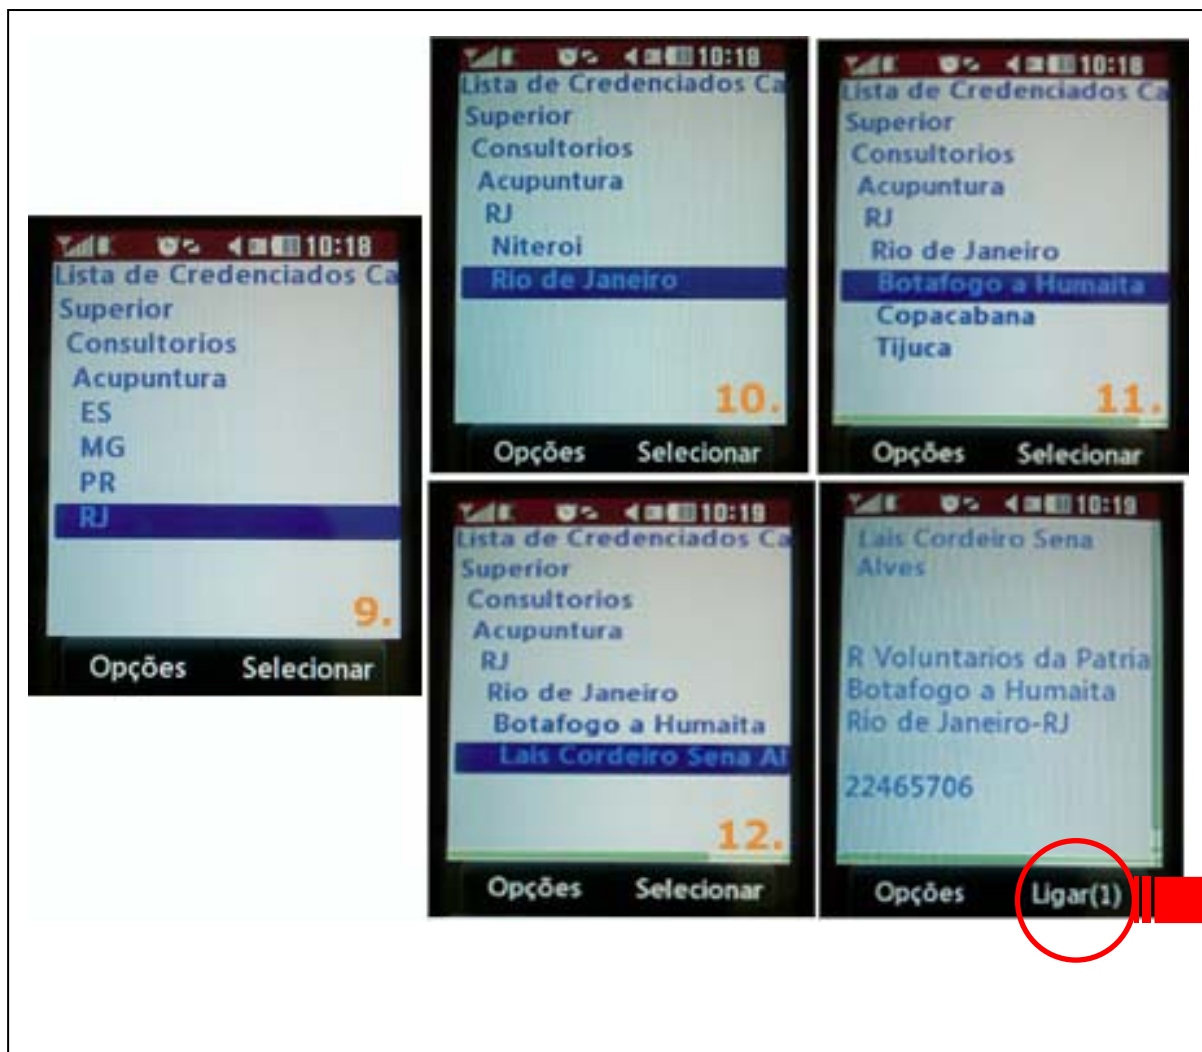 10:18
Lista de Credenciados Ca
Superior
Consultorios
Acupuntura
ES
MG
PR
RJ
9.
Opções Selecionar
10:18
Lista de Credenciados Ca
Superior
Consultorios
Acupuntura
RJ
Niteroi
Rio de Janeiro
10.
Opções Selecionar
10:18
Lista de Credenciados Ca
Superior
Consultorios
Acupuntura
RJ
Rio de Janeiro
Botafogo a Humaita
Copacabana
Tijuca
11.
Opções Selecionar
10:19
Lista de Credenciados Ca
Superior
Consultorios
Acupuntura
RJ
Rio de Janeiro
Botafogo a Humaita
Lais Cordeiro Sena Al
12.
Opções Selecionar
10:19
Lais Cordeiro Sena
Alves
R Voluntarios da Patria
Botafogo a Humaita
Rio de Janeiro-RJ
22465706
Opções Ligar(1)